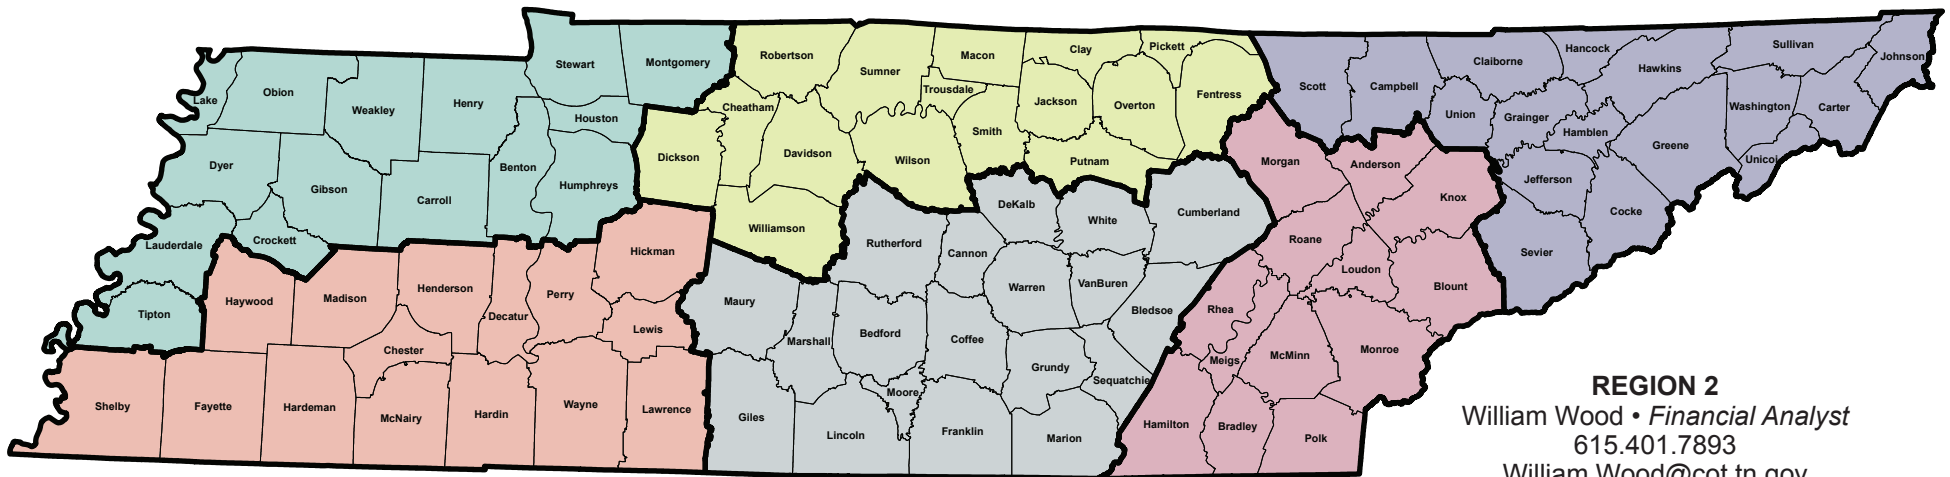 Lake
Obion
Weakley
Henry
Stewart
Montgomery
Houston
Dyer
Gibson
Carroll
Benton
Humphreys
Lauderdale
Crockett
Tipton
Robertson
Sumner
Macon
Clay
Pickett
Trousdale
Cheatham
Jackson
Overton
Fentress
Smith
Dickson
Davidson
Wilson
Putnam
Williamson
Scott
Campbell
Claiborne
Hancock
Hawkins
Sullivan
Johnson
Union
Grainger
Hamblen
Washington
Carter
Greene
Unicoi
Jefferson
Cocke
Sevier
Haywood
Madison
Henderson
Decatur
Perry
Hickman
Lewis
Chester
Shelby
Fayette
Hardeman
McNairy
Hardin
Wayne
Lawrence
Rutherford
Cannon
DeKalb
White
Cumberland
Warren
VanBuren
Bledsoe
Maury
Marshall
Bedford
Coffee
Grundy
Sequatchie
Moore
Giles
Lincoln
Franklin
Marion
Morgan
Anderson
Knox
Roane
Loudon
Blount
Rhea
Meigs
McMinn
Monroe
Hamilton
Bradley
Polk
REGION 2
William Wood • Financial Analyst
615.401.7893
William.Wood@cot.tn.gov